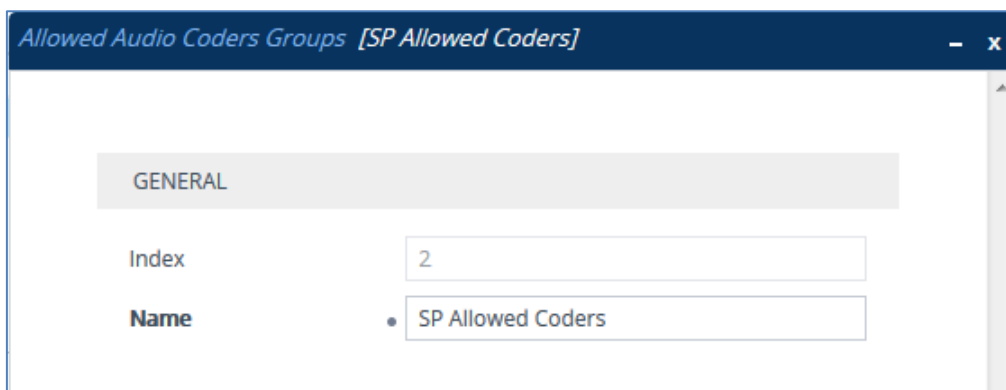 Allowed Audio Coders Groups [SP Allowed Coders] – x
GENERAL
Index 2
Name • SP Allowed Coders